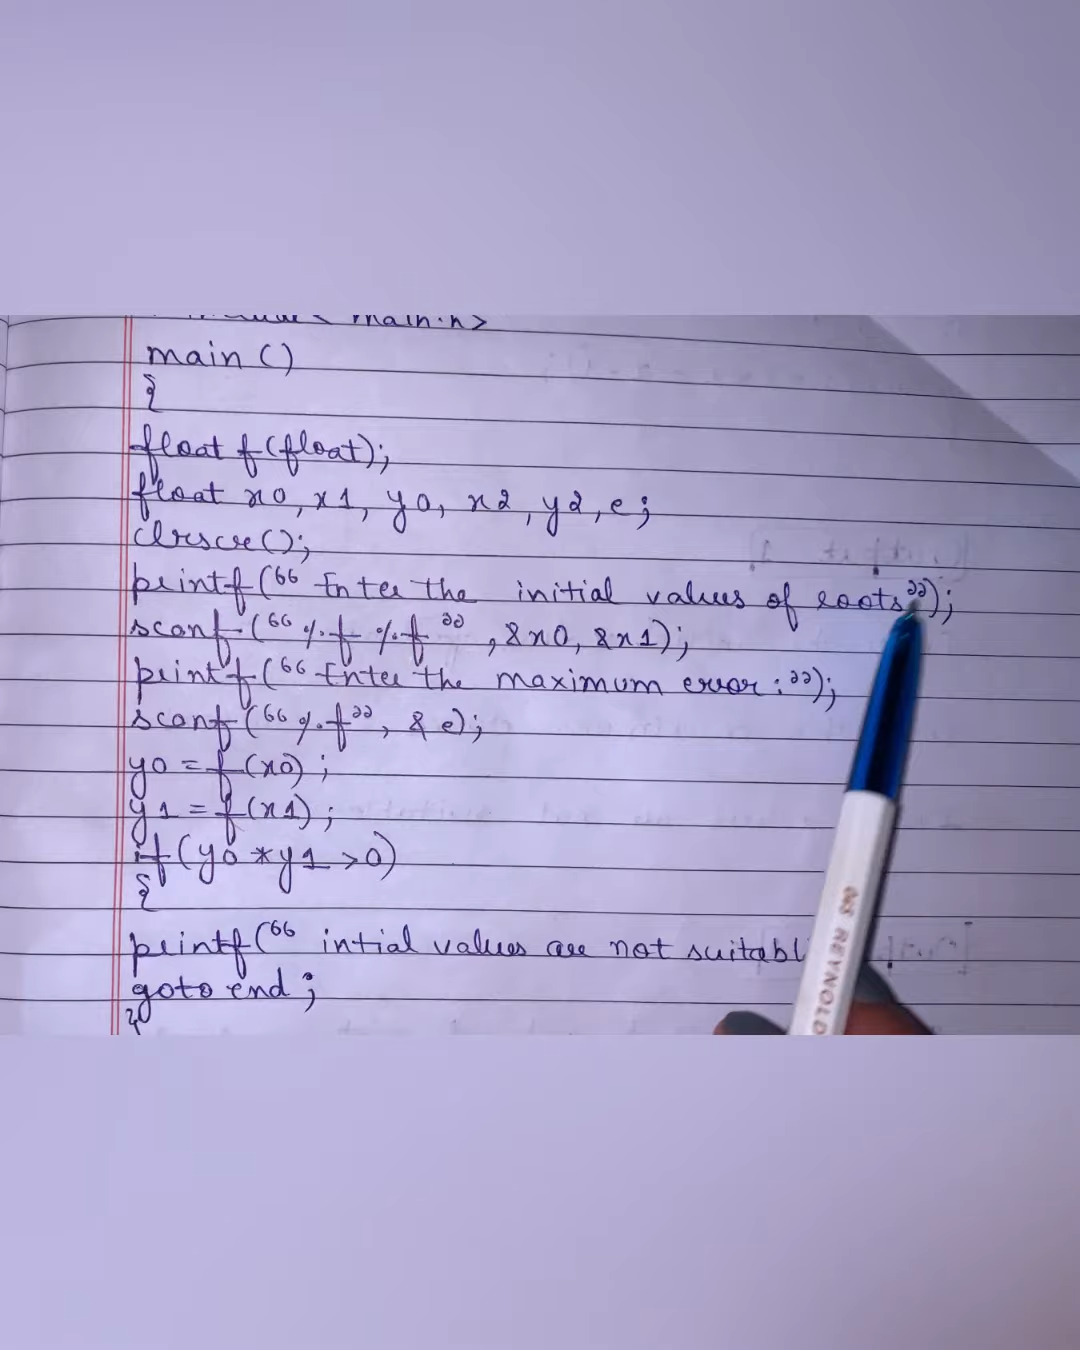 main.h>
main ()
{
float f(float);
float x0, x1, y0, x2, y2, e;
clrscr();
printf(“ Enter the initial values of roots”);
scanf(“%f %f”, &x0, &x1);
printf(“Enter the maximum error:”);
scanf(“%f”, &e);
y0 = f(x0);
y1 = f(x1);
if(y0 *y1 >0)
{
printf(“ intial values are not suitabl
goto end;
}
REYNOLD